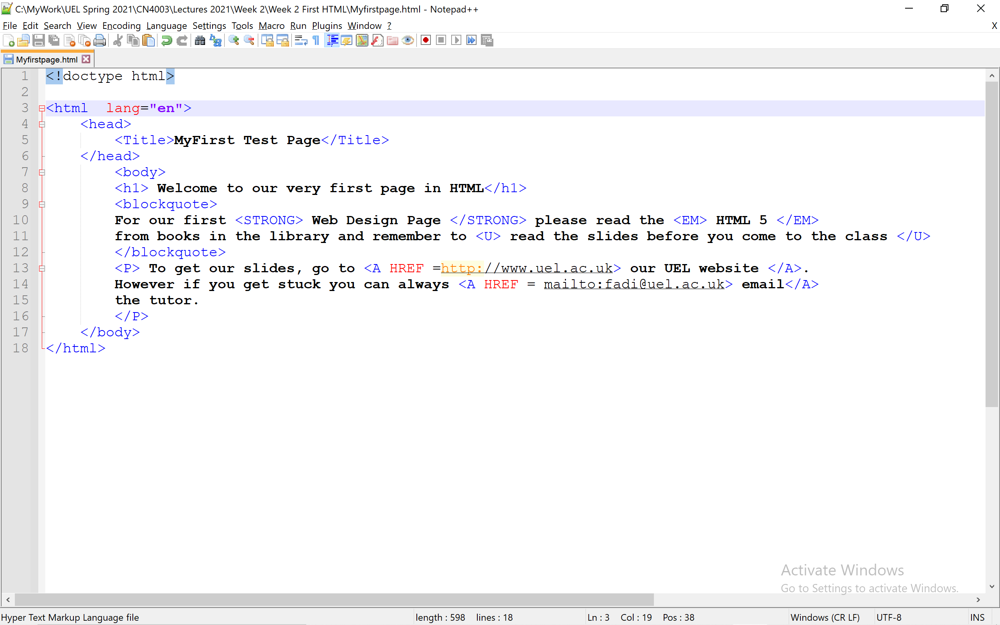 C:\MyWork\UEL Spring 2021\CN4003\Lectures 2021\Week 2\Week 2 First HTML\Myfirstpage.html - Notepad++
File Edit Search View Encoding Language Settings Tools Macro Run Plugins Window ? X
Myfirstpage.html
1 <!doctype html>
2
3 <html  lang="en">
4     <head>
5         <Title>MyFirst Test Page</Title>
6     </head>
7         <body>
8         <h1> Welcome to our very first page in HTML</h1>
9         <blockquote>
10         For our first <STRONG> Web Design Page </STRONG> please read the <EM> HTML 5 </EM>
11         from books in the library and remember to <U> read the slides before you come to the class </U>
12         </blockquote>
13         <P> To get our slides, go to <A HREF =http://www.uel.ac.uk> our UEL website </A>.
14         However if you get stuck you can always <A HREF = mailto:fadi@uel.ac.uk> email</A>
15         the tutor.
16         </P>
17     </body>
18 </html>
Activate Windows
Go to Settings to activate Windows.
Hyper Text Markup Language file length : 598 lines : 18 Ln : 3 Col : 19 Pos : 38 Windows (CR LF) UTF-8 INS